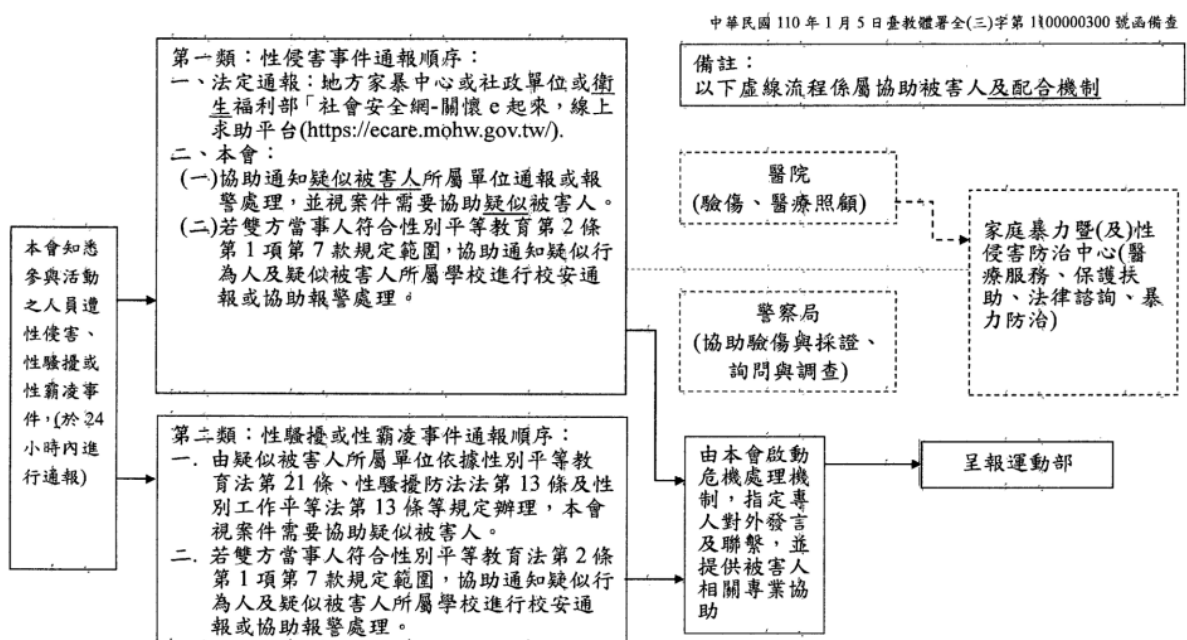 中華民國 110 年 1 月 5 日臺教體署全(三)字第 1100000300 號函備查
備註：
以下虛線流程係屬協助被害人及配合機制
本會知悉
參與活動
之人員遭
性侵害、
性騷擾或
性霸凌事
件，(於 24
小時內進
行通報)
第一類：性侵害事件通報順序：
一、法定通報：地方家暴中心或社政單位或衛
生福利部「社會安全網-關懷 e 起來，線上
求助平台(https://ecare.mohw.gov.tw/).
二、本會：
(一)協助通知疑似被害人所屬單位通報或報
警處理，並視案件需要協助疑似被害人。
(二)若雙方當事人符合性別平等教育第 2 條
第 1 項第 7 款規定範圍，協助通知疑似行
為人及疑似被害人所屬學校進行校安通
報或協助報警處理。
第二類：性騷擾或性霸凌事件通報順序：
一. 由疑似被害人所屬單位依據性別平等教
育法第 21 條、性騷擾防法法第 13 條及性
別工作平等法第 13 條等規定辦理，本會
視案件需要協助疑似被害人。
二. 若雙方當事人符合性別平等教育法第 2 條
第 1 項第 7 款規定範圍，協助通知疑似行
為人及疑似被害人所屬學校進行校安通
報或協助報警處理。
醫院
(驗傷、醫療照顧)
警察局
(協助驗傷與採證、
詢問與調查)
家庭暴力暨(及)性
侵害防治中心(醫
療服務、保護扶
助、法律諮詢、暴
力防治)
由本會啟動
危機處理機
制，指定專
人對外發言
及聯繫，並
提供被害人
相關專業協
助
呈報運動部